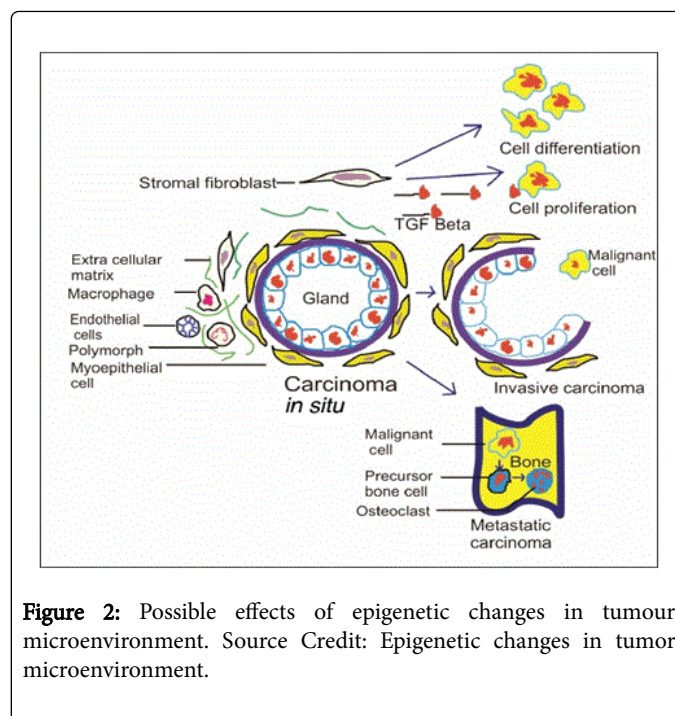 Cell differentiation
Stromal fibroblast
Cell proliferation
TGF Beta
Extra cellular
matrix
Macrophage
Endothelial
cells
Polymorph
Myoepithelial
cell
Gland
Carcinoma
in situ
Malignant
cell
Invasive carcinoma
Malignant
cell
Bone
Precursor
bone cell
Osteoclast
Metastatic
carcinoma
Figure 2: Possible effects of epigenetic changes in tumour
microenvironment. Source Credit: Epigenetic changes in tumor
microenvironment.